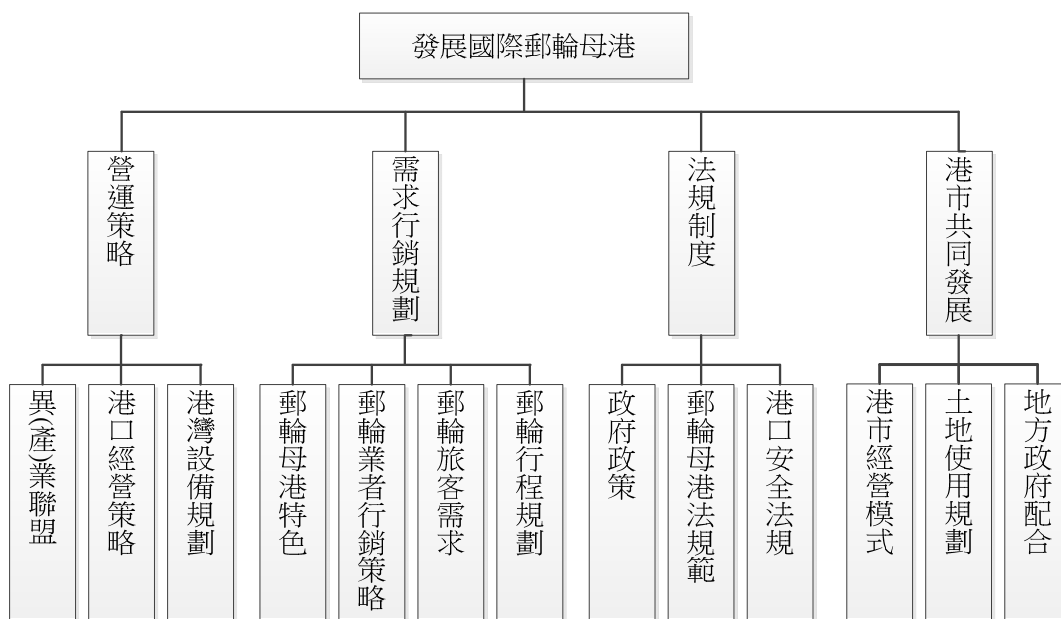 發展國際郵輪母港
營運策略
需求行銷規劃
法規制度
港市共同發展
異(產)業聯盟
港口經營策略
港灣設備規劃
郵輪母港特色
郵輪業者行銷策略
郵輪旅客需求
郵輪行程規劃
政府政策
郵輪母港法規範
港口安全法規
港市經營模式
土地使用規劃
地方政府配合